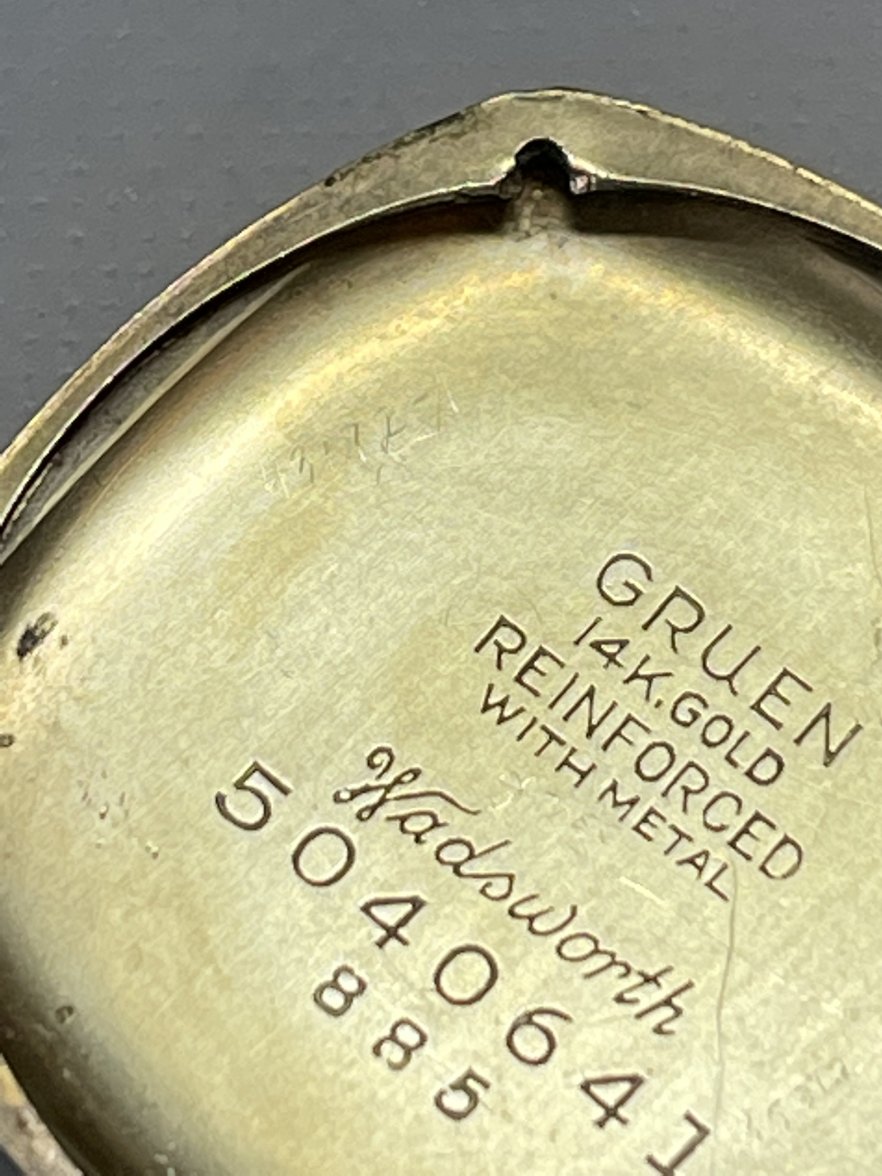 GRUEN
14K. GOLD
REINFORCED
WITH METAL
Wadsworth
5040641
885